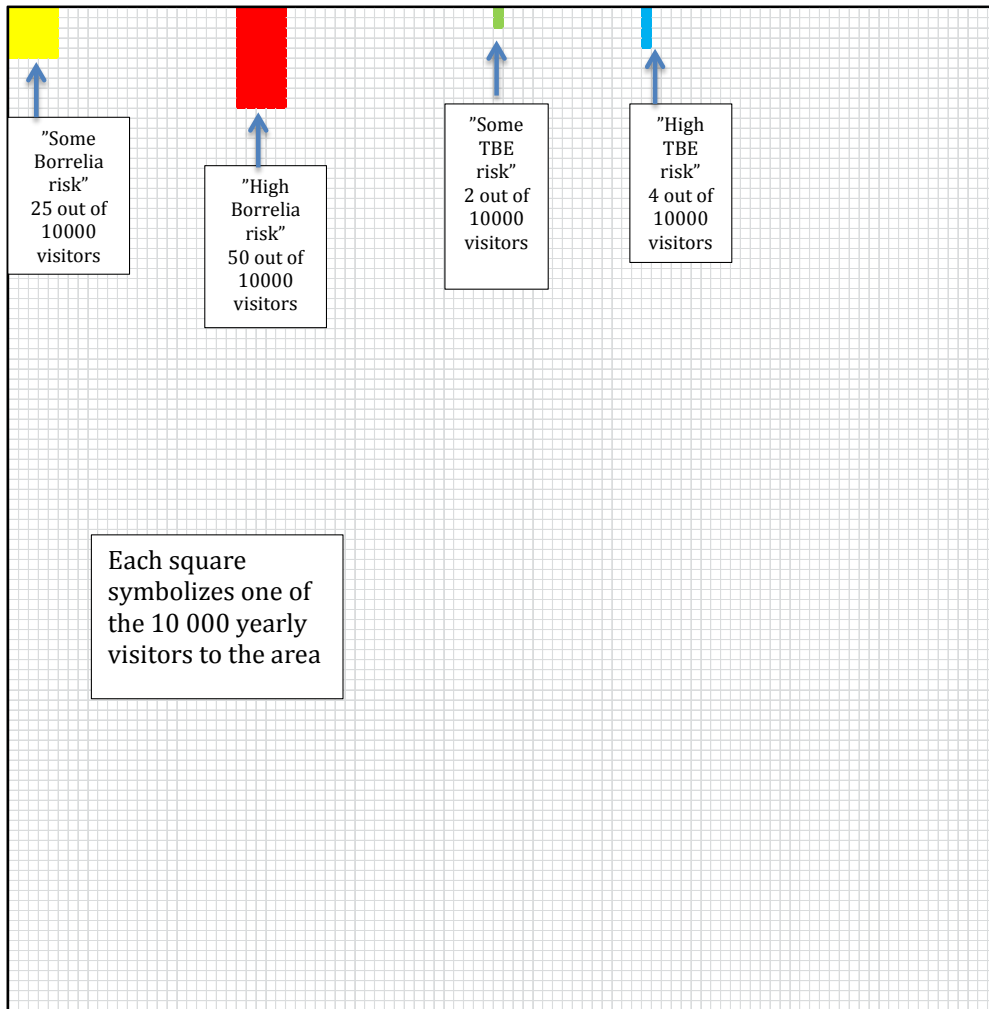 ”Some
Borrelia
risk”
25 out of
10000
visitors
”High
Borrelia
risk”
50 out of
10000
visitors
”Some
TBE
risk”
2 out of
10000
visitors
”High
TBE
risk”
4 out of
10000
visitors
Each square
symbolizes one of
the 10 000 yearly
visitors to the area